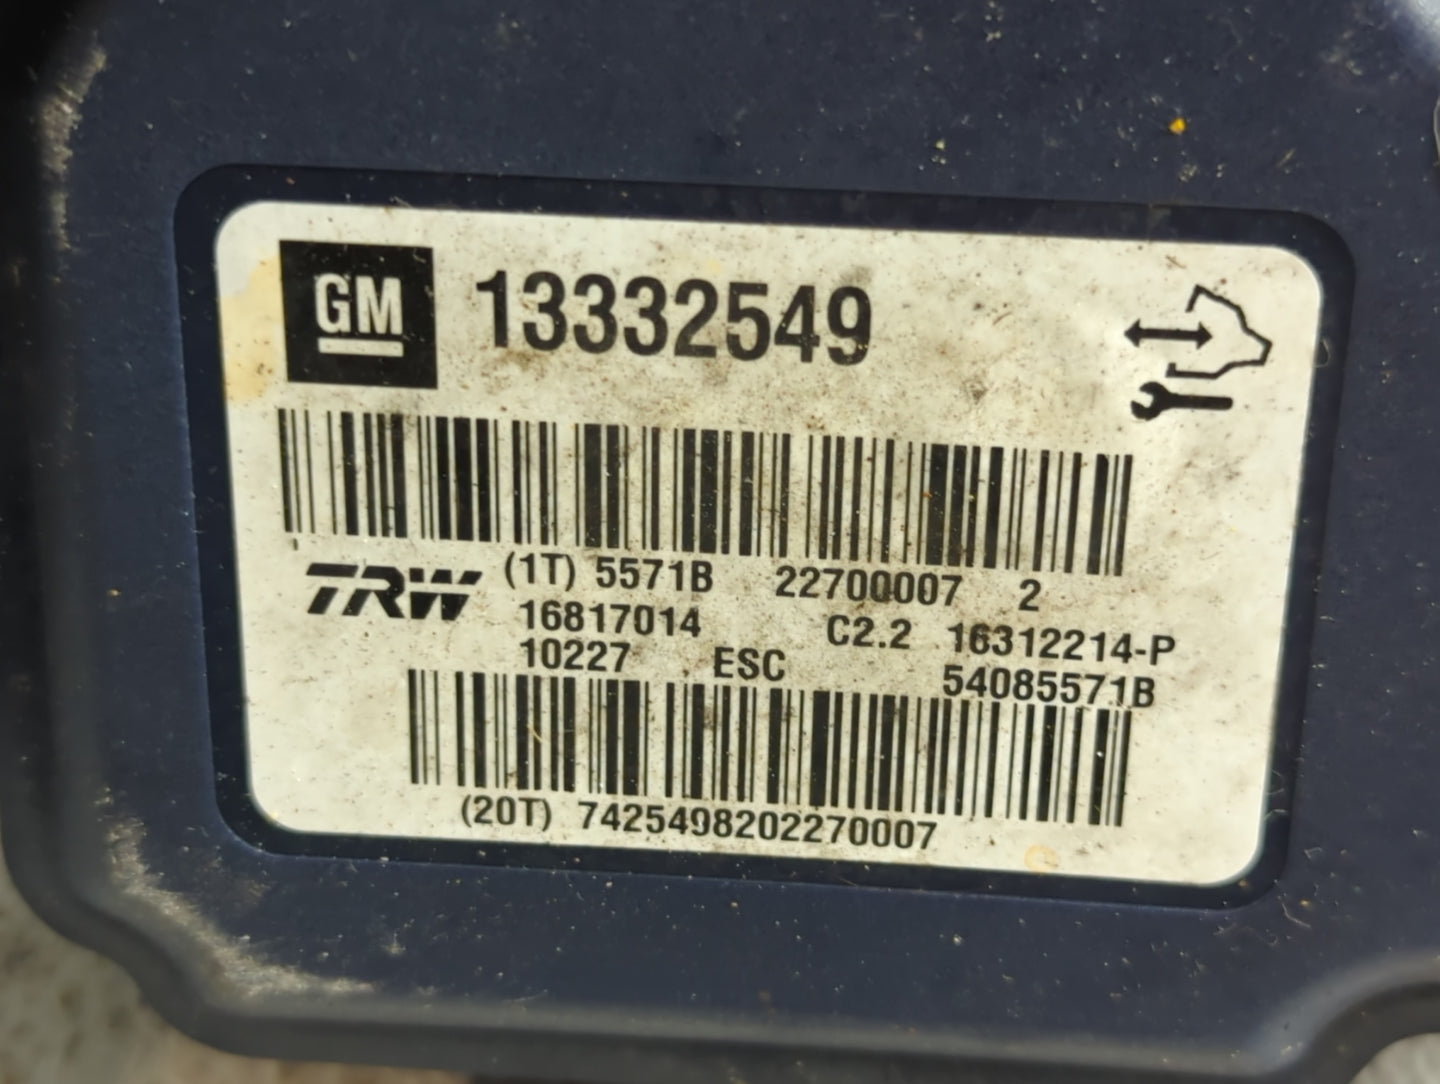 GM 13332549
TRW (1T) 5571B 22700007 2
16817014 C2.2 16312214-P
10227 ESC 54085571B
(20T) 7425498202270007